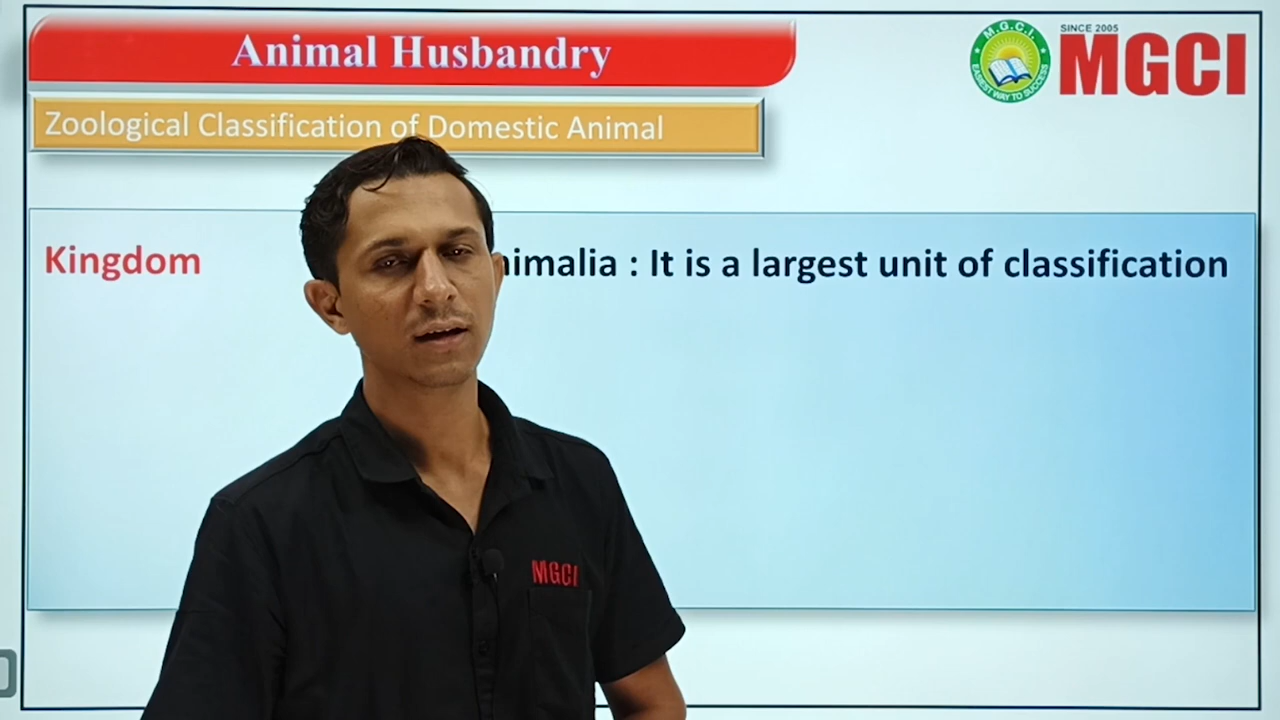 Animal Husbandry
SINCE 2005
M.G.C.I.
EASIEST WAY TO SUCCESS
MGCI
Zoological Classification of Domestic Animal
Kingdom
: It is a largest unit of classification
MGCI